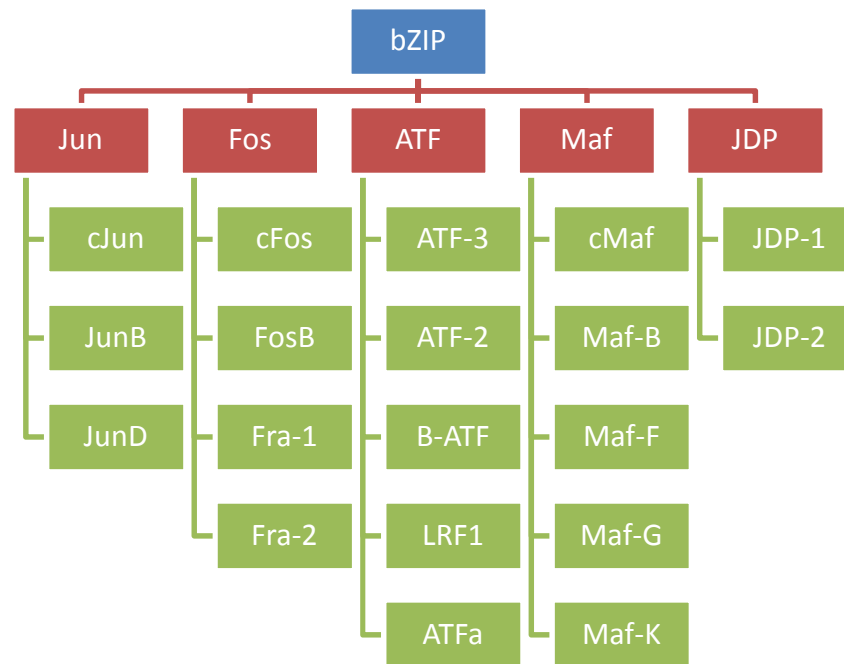 bZIP
Jun
Fos
ATF
Maf
JDP
cJun
cFos
ATF-3
cMaf
JDP-1
JunB
FosB
ATF-2
Maf-B
JDP-2
JunD
Fra-1
B-ATF
Maf-F
Fra-2
LRF1
Maf-G
ATFa
Maf-K